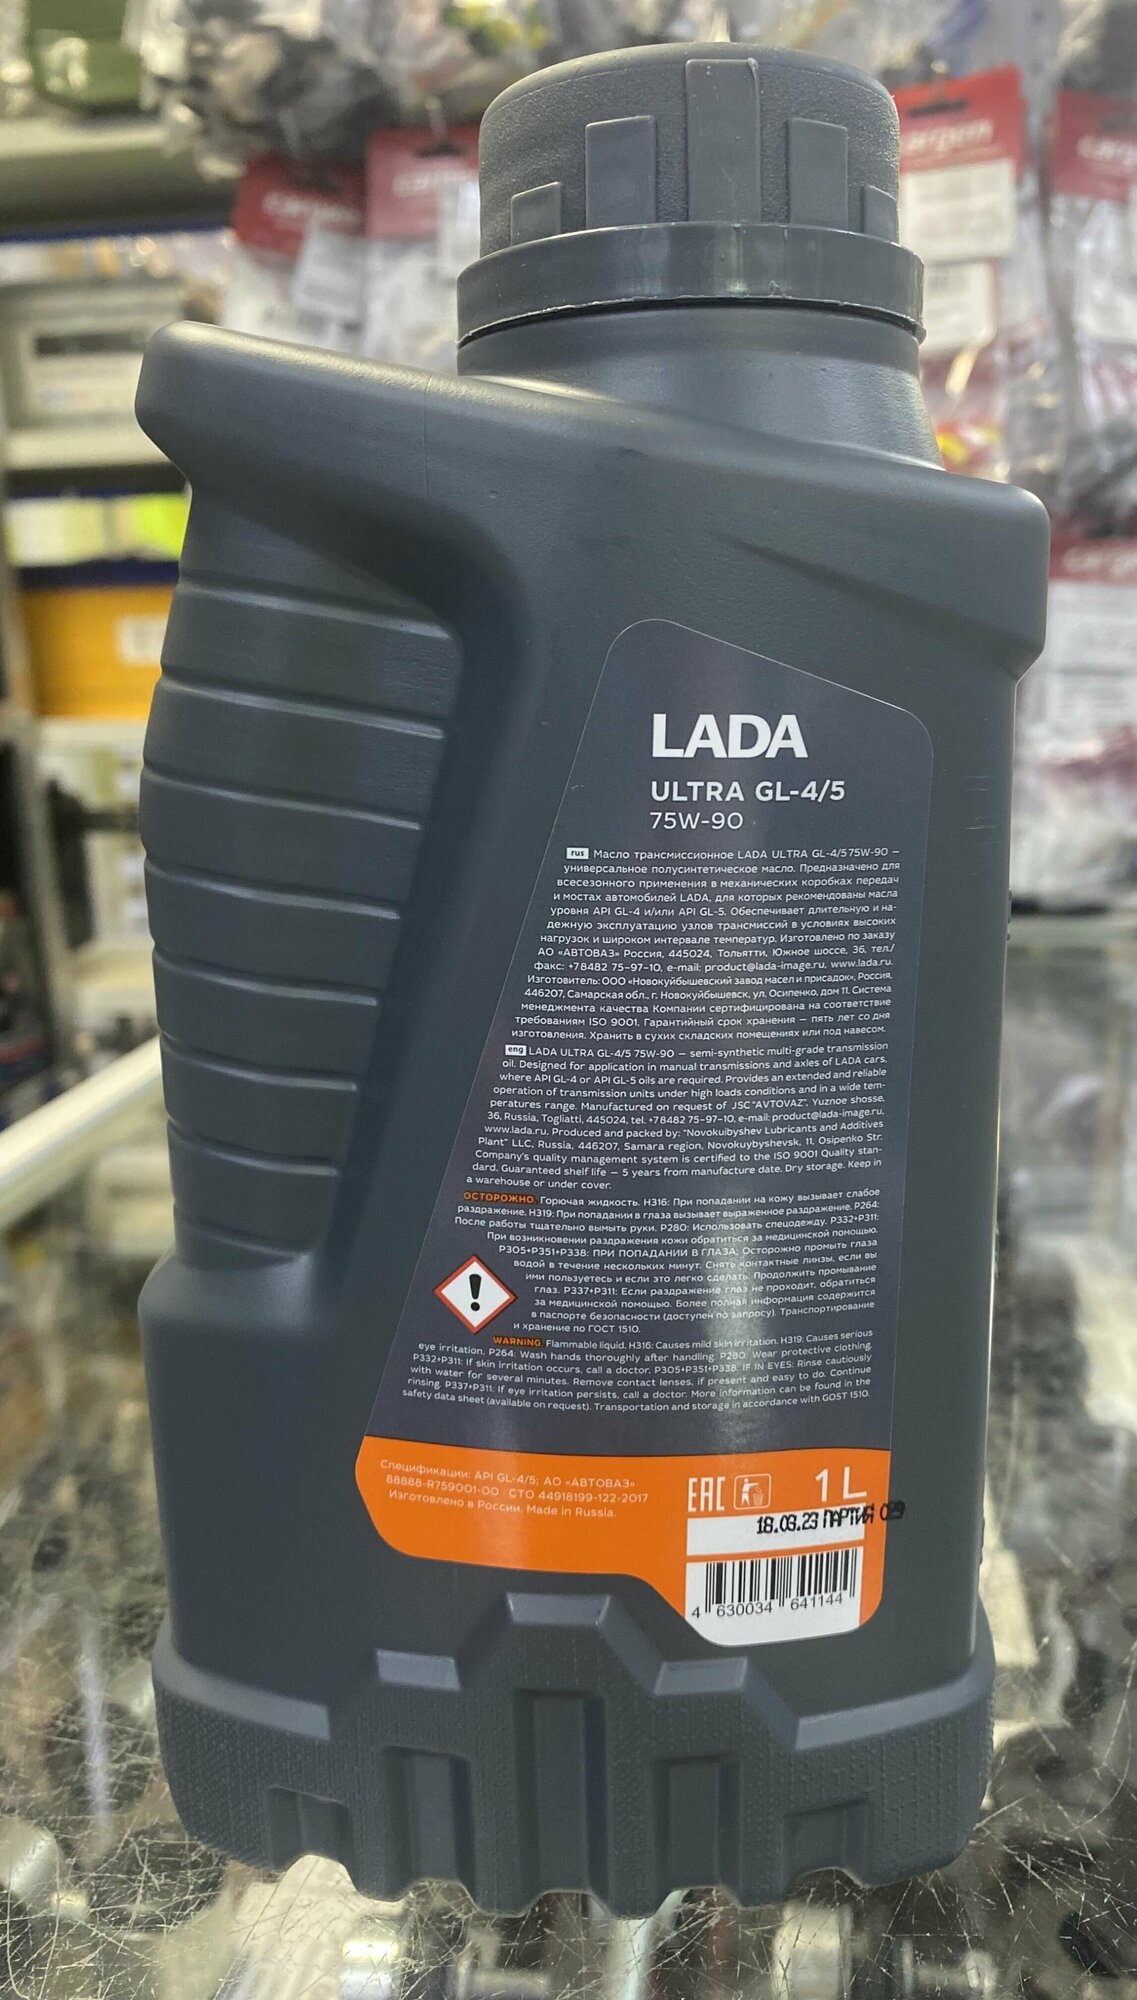 cargen
LADA
ULTRA GL-4/5
75W-90
rus Масло трансмиссионное LADA ULTRA GL-4/5 75W-90 –
универсальное полусинтетическое масло. Предназначено для
всесезонного применения в механических коробках передач
и мостах автомобилей LADA, для которых рекомендованы масла
уровня API GL-4 и/или API GL-5. Обеспечивает длительную и на-
дежную эксплуатацию узлов трансмиссий в условиях высоких
нагрузок и широком интервале температур. Изготовлено по заказу
АО «АВТОВАЗ» Россия, 445024, Тольятти, Южное шоссе, 36, тел./
факс: +78482 75-97-10, e-mail: product@lada-image.ru, www.lada.ru.
Изготовитель: ООО «Новокуйбышевский завод масел и присадок», Россия,
446207, Самарская обл., г. Новокуйбышевск, ул. Осипенко, дом 11. Система
менеджмента качества Компании сертифицирована на соответствие
требованиям ISO 9001. Гарантийный срок хранения – пять лет со дня
изготовления. Хранить в сухих складских помещениях или под навесом.
eng LADA ULTRA GL-4/5 75W-90 – semi-synthetic multi-grade transmission
oil. Designed for application in manual transmissions and axles of LADA cars,
where API GL-4 or API GL-5 oils are required. Provides an extended and reliable
operation of transmission units under high loads conditions and in a wide tem-
peratures range. Manufactured on request of JSC "AVTOVAZ", Yuznoe shosse,
36, Russia, Togliatti, 445024, tel. +78482 75-97-10, e-mail: product@lada-image.ru,
www.lada.ru. Produced and packed by: "Novokuibyshev Lubricants and Additives
Plant" LLC, Russia, 446207, Samara region, Novokuybyshevsk, 11, Osipenko Str.
Company's quality management system is certified to the ISO 9001 Quality stan-
dard. Guaranteed shelf life – 5 years from manufacture date. Dry storage. Keep in
a warehouse or under cover.
ОСТОРОЖНО. Горючая жидкость. H316: При попадании на кожу вызывает слабое
раздражение. H319: При попадании в глаза вызывает выраженное раздражение. P264:
После работы тщательно вымыть руки. P280: Использовать спецодежду. P332+P311:
При возникновении раздражения кожи обратиться за медицинской помощью.
P305+P351+P338: ПРИ ПОПАДАНИИ В ГЛАЗА: Осторожно промыть глаза
водой в течение нескольких минут. Снять контактные линзы, если вы
ими пользуетесь и если это легко сделать. Продолжить промывание
глаз. P337+P311: Если раздражение глаз не проходит, обратиться
за медицинской помощью. Более полная информация содержится
в паспорте безопасности (доступен по запросу). Транспортирование
и хранение по ГОСТ 1510.
WARNING. Flammable liquid. H316: Causes mild skin irritation. H319: Causes serious
eye irritation. P264: Wash hands thoroughly after handling. P280: Wear protective clothing.
P332+P311: If skin irritation occurs, call a doctor. P305+P351+P338: IF IN EYES: Rinse cautiously
with water for several minutes. Remove contact lenses, if present and easy to do. Continue
rinsing. P337+P311: If eye irritation persists, call a doctor. More information can be found in the
safety data sheet (available on request). Transportation and storage in accordance with GOST 1510.
Спецификации: API GL-4/5; АО «АВТОВАЗ»
88888-R759001-00 · СТО 44918199-122-2017
Изготовлено в России. Made in Russia.
EAC 1 L
18.03.23 ПАРТИЯ
4 630034 641144